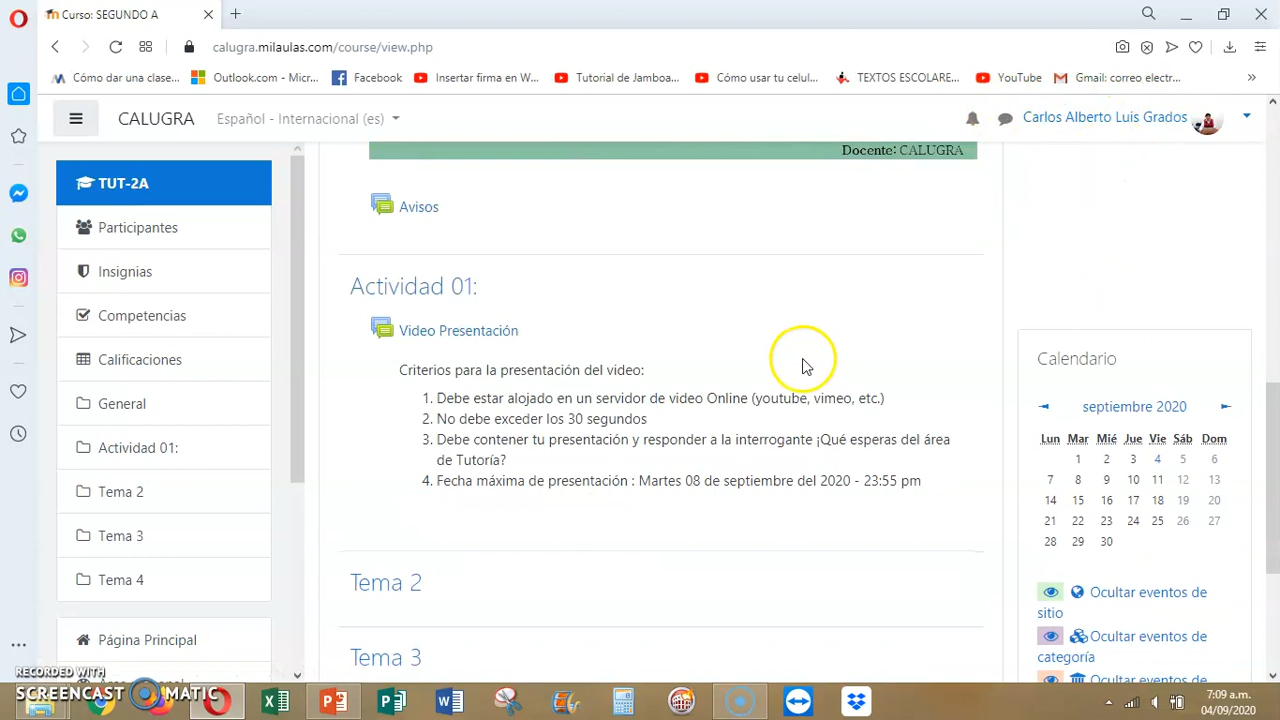 Curso: SEGUNDO A
calugra.milaulas.com/course/view.php
Cómo dar una clase...
Outlook.com - Micr...
Facebook
Insertar firma en W...
Tutorial de Jamboa...
Cómo usar tu celul...
TEXTOS ESCOLARE...
YouTube
Gmail: correo electr...
CALUGRA
Español - Internacional (es)
Carlos Alberto Luis Grados
TUT-2A
Participantes
Insignias
Competencias
Calificaciones
General
Actividad 01:
Tema 2
Tema 3
Tema 4
Página Principal
Docente: CALUGRA
Avisos
Actividad 01:
Video Presentación
Criterios para la presentación del video:
1. Debe estar alojado en un servidor de video Online (youtube, vimeo, etc.)
2. No debe exceder los 30 segundos
3. Debe contener tu presentación y responder a la interrogante ¡Qué esperas del área
de Tutoría?
4. Fecha máxima de presentación : Martes 08 de septiembre del 2020 - 23:55 pm
Tema 2
Tema 3
Calendario
septiembre 2020
Lun Mar Mié Jue Vie Sáb Dom
1 2 3 4 5 6
7 8 9 10 11 12 13
14 15 16 17 18 19 20
21 22 23 24 25 26 27
28 29 30
Ocultar eventos de
sitio
Ocultar eventos de
categoría
Ocultar eventos de
RECORDED WITH
SCREENCAST MATIC
7:09 a.m.
04/09/2020